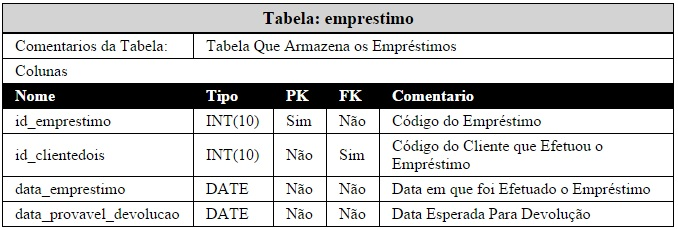 Tabela: emprestimo
Comentarios da Tabela: Tabela Que Armazena os Empréstimos
Colunas
Nome Tipo PK FK Comentario
id_emprestimo INT(10) Sim Não Código do Empréstimo
id_clientedois INT(10) Não Sim Código do Cliente que Efetuou o
Empréstimo
data_emprestimo DATE Não Não Data em que foi Efetuado o Empréstimo
data_provavel_devolucao DATE Não Não Data Esperada Para Devolução